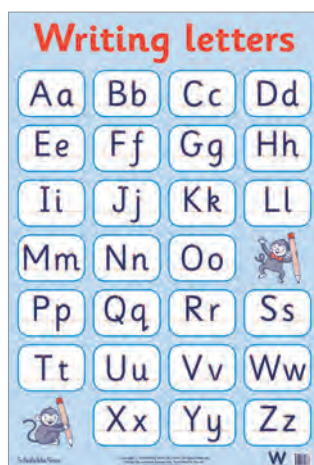 Writing letters
Aa Bb Cc Dd
Ee Ff Gg Hh
Ii Jj Kk Ll
Mm Nn Oo
Pp Qq Rr Ss
Tt Uu Vv Ww
Xx Yy Zz
W